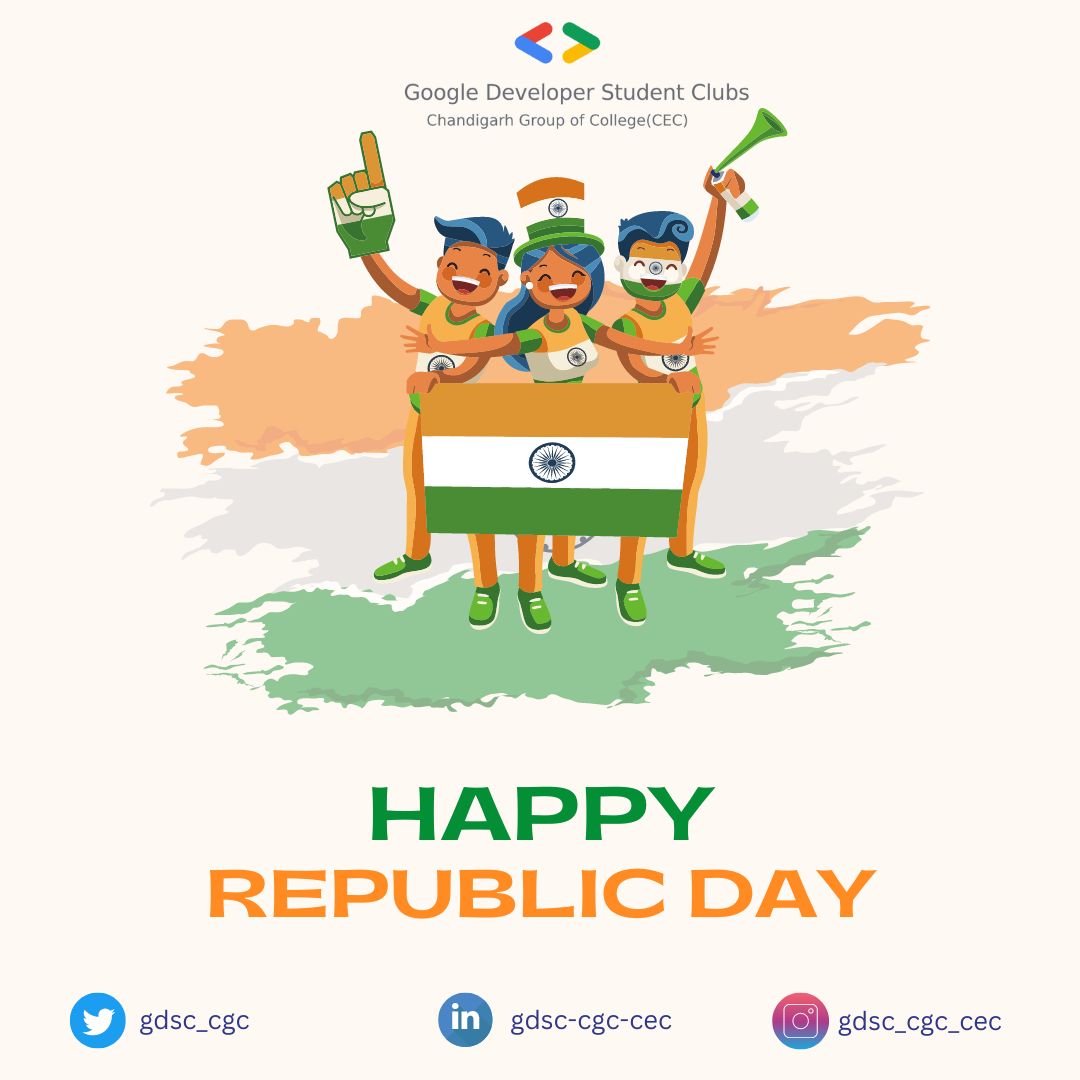 Google Developer Student Clubs
Chandigarh Group of College(CEC)
HAPPY
REPUBLIC DAY
gdsc_cgc
gdsc-cgc-cec
gdsc_cgc_cec